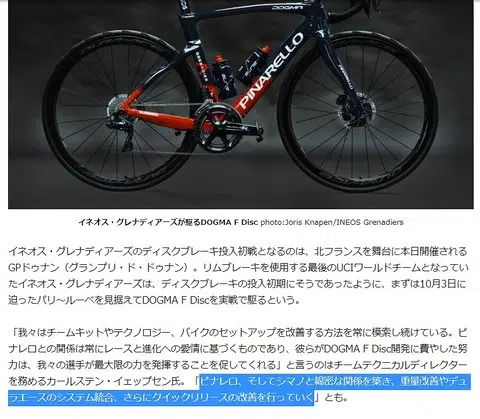 DOGMA
PINARELLO
SHIMANO
イネオス・グレナディアーズが駆るDOGMA F Disc photo:Joris Knapen/INEOS Grenadiers
イネオス・グレナディアーズのディスクブレーキ投入初戦となるのは、北フランスを舞台に本日開催される
GPドゥナン（グランプリ・ド・ドゥナン）。リムブレーキを使用する最後のUCIワールドチームとなってい
たイネオス・グレナディアーズは、ディスクブレーキの投入初期にそうであったように、まずは10月3日に
迫ったパリ〜ルーベを見据えてDOGMA F Discを実戦で駆るという。
「我々はチームキットやテクノロジー、バイクのセットアップを改善する方法を常に模索し続けている。ピ
ナレロとの関係は常にレースと進化への愛情に基づくものであり、彼らがDOGMA F Disc開発に費やした努
力は、我々の選手が最大限の力を発揮することを促してくれる」と言うのはチームテクニカルディレクター
を務めるカールステン・イェップセン氏。「ピナレロ、そしてシマノと綿密な関係を築き、重量改善やデュ
ラエースのシステム統合、さらにクイックリリースの改善を行っていく」とも。